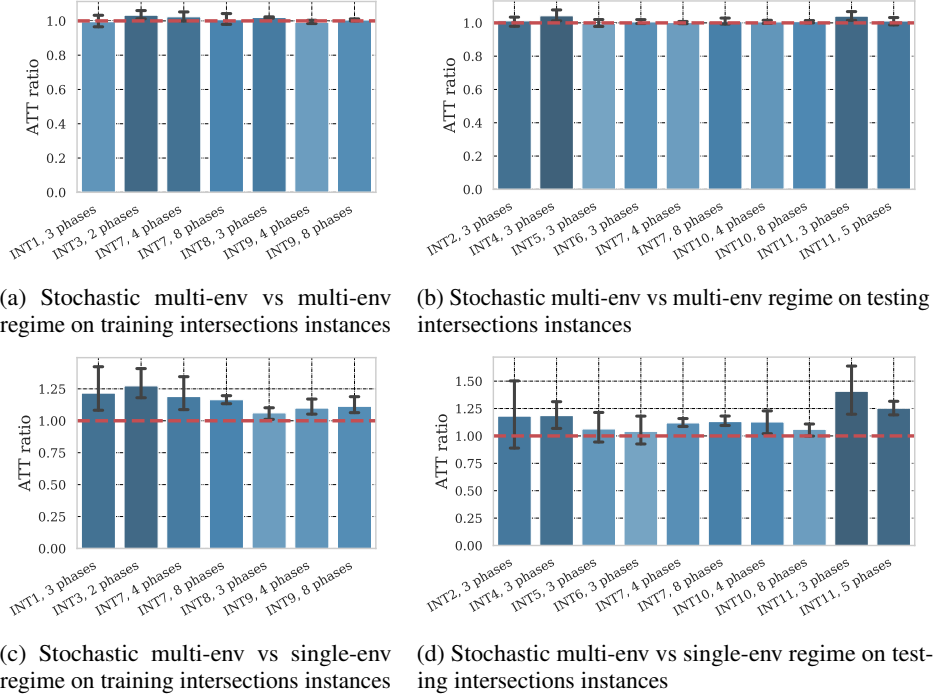 ATT ratio
1.0
0.8
0.6
0.4
0.2
0.0
INT1, 3 phases
INT3, 2 phases
INT7, 4 phases
INT7, 8 phases
INT8, 3 phases
INT9, 4 phases
INT9, 8 phases
(a) Stochastic multi-env vs multi-env
regime on training intersections instances
ATT ratio
1.0
0.8
0.6
0.4
0.2
0.0
INT2, 3 phases
INT4, 3 phases
INT5, 3 phases
INT6, 3 phases
INT7, 4 phases
INT7, 8 phases
INT10, 4 phases
INT10, 8 phases
INT11, 3 phases
INT11, 5 phases
(b) Stochastic multi-env vs multi-env regime on testing
intersections instances
ATT ratio
1.25
1.00
0.75
0.50
0.25
0.00
INT1, 3 phases
INT3, 2 phases
INT7, 4 phases
INT7, 8 phases
INT8, 3 phases
INT9, 4 phases
INT9, 8 phases
(c) Stochastic multi-env vs single-env
regime on training intersections instances
ATT ratio
1.50
1.25
1.00
0.75
0.50
0.25
0.00
INT2, 3 phases
INT4, 3 phases
INT5, 3 phases
INT6, 3 phases
INT7, 4 phases
INT7, 8 phases
INT10, 4 phases
INT10, 8 phases
INT11, 3 phases
INT11, 5 phases
(d) Stochastic multi-env vs single-env regime on test-
ing intersections instances